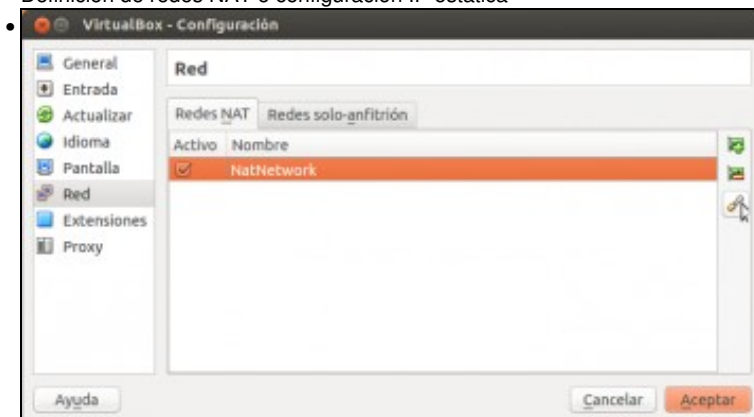 Definición de redes NAT e configuración IP estática
VirtualBox - Configuración
General
Entrada
Actualizar
Idioma
Pantalla
Red
Extensiones
Proxy
Red
Redes NAT
Redes solo-anfitrión
Activo Nombre
NatNetwork
Ayuda
Cancelar
Aceptar